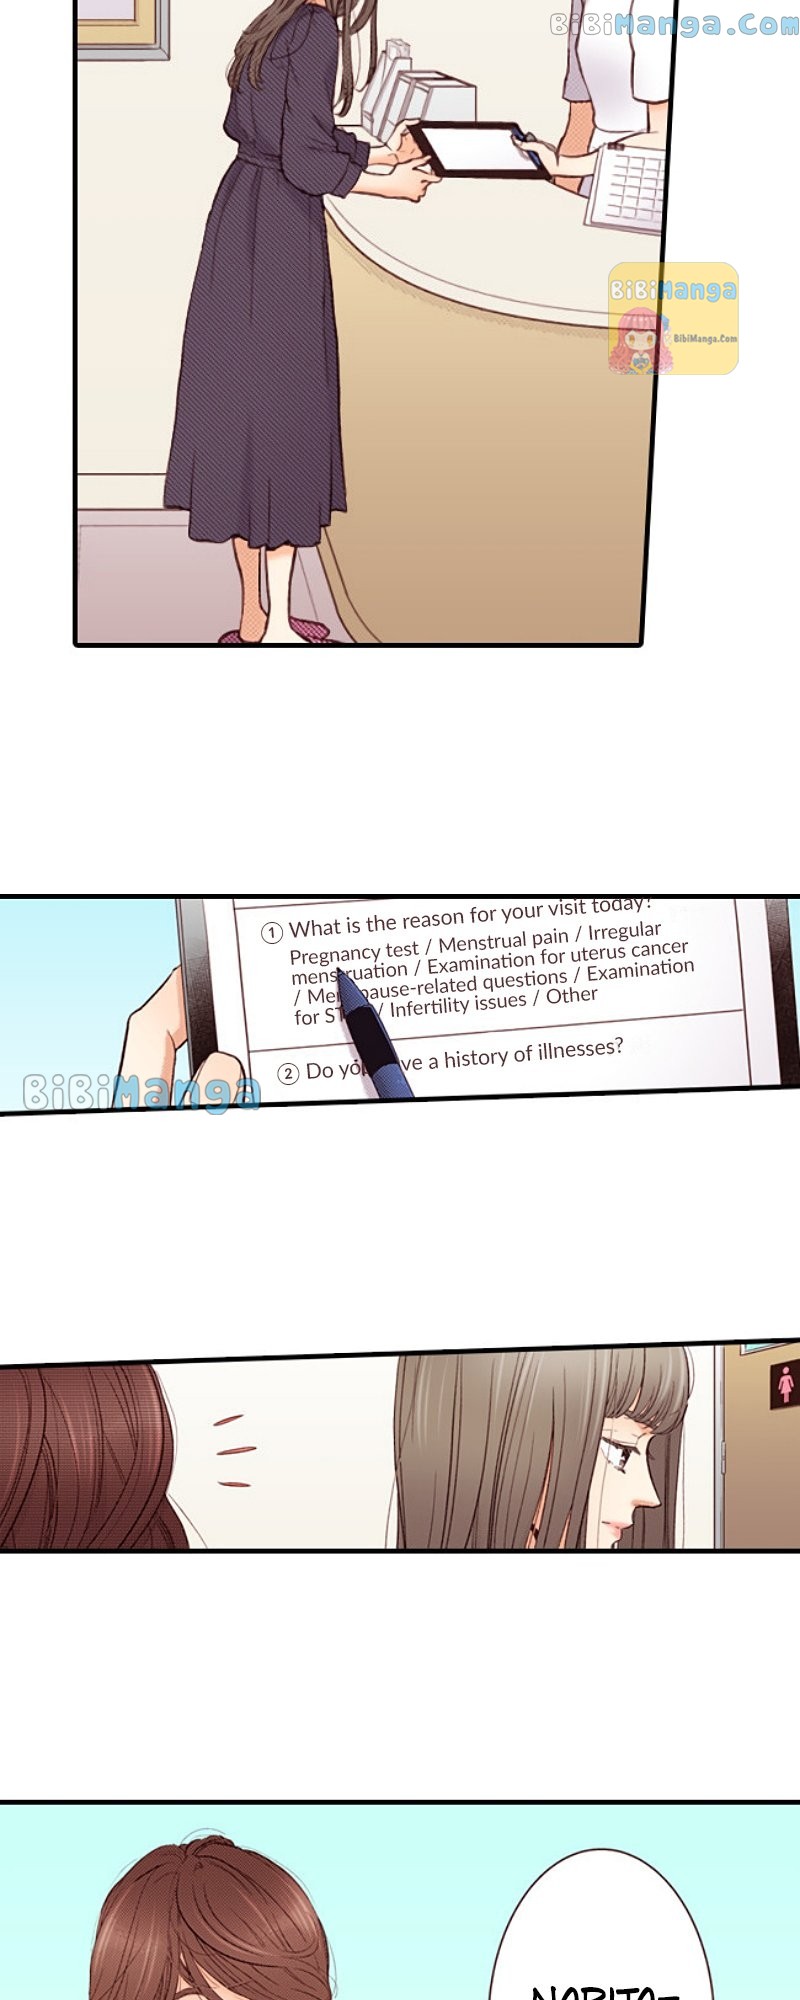 BiBiManga.Com
BiBiManga
BibiManga.Com
① What is the reason for your visit today?
Pregnancy test / Menstrual pain / Irregular
menstruation / Examination for uterus cancer
/ Menopause-related questions / Examination
for / Infertility issues / Other
② Do you have a history of illnesses?
BiBiManga